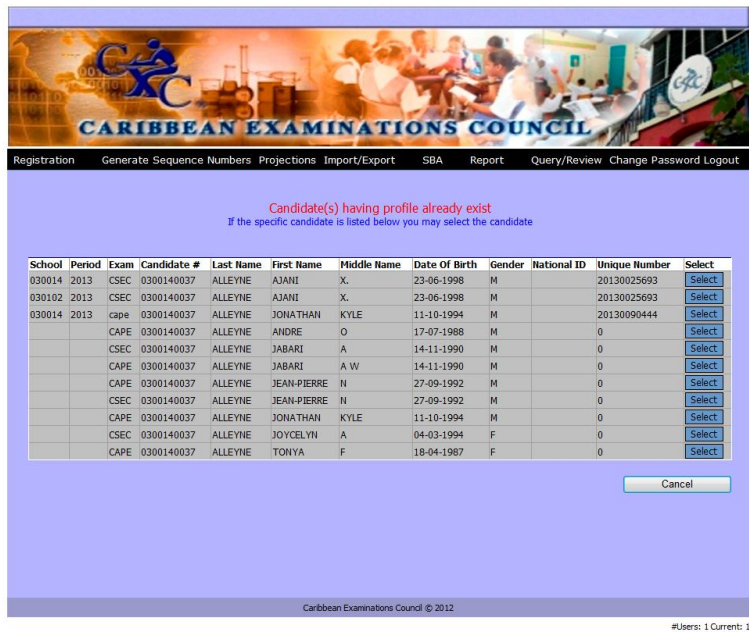 CXC
CXC
CARIBBEAN EXAMINATIONS COUNCIL
Registration Generate Sequence Numbers Projections Import/Export SBA Report Query/Review Change Password Logout
Candidate(s) having profile already exist
If the specific candidate is listed below you may select the candidate
School Period Exam Candidate # Last Name First Name Middle Name Date Of Birth Gender National ID Unique Number Select
030014 2013 CSEC 0300140037 ALLEYNE AJANI X. 23-06-1998 M 20130025693 Select
030102 2013 CSEC 0300140037 ALLEYNE AJANI X. 23-06-1998 M 20130025693 Select
030014 2013 cape 0300140037 ALLEYNE JONATHAN KYLE 11-10-1994 M 20130090444 Select
CAPE 0300140037 ALLEYNE ANDRE O 17-07-1988 M 0 Select
CSEC 0300140037 ALLEYNE JABARI A 14-11-1990 M 0 Select
CAPE 0300140037 ALLEYNE JABARI A W 14-11-1990 M 0 Select
CAPE 0300140037 ALLEYNE JEAN-PIERRE N 27-09-1992 M 0 Select
CSEC 0300140037 ALLEYNE JEAN-PIERRE N 27-09-1992 M 0 Select
CAPE 0300140037 ALLEYNE JONATHAN KYLE 11-10-1994 M 0 Select
CSEC 0300140037 ALLEYNE JOYCELYN A 04-03-1994 F 0 Select
CAPE 0300140037 ALLEYNE TONYA F 18-04-1987 F 0 Select
Cancel
Caribbean Examinations Council © 2012
#Users: 1 Current: 1